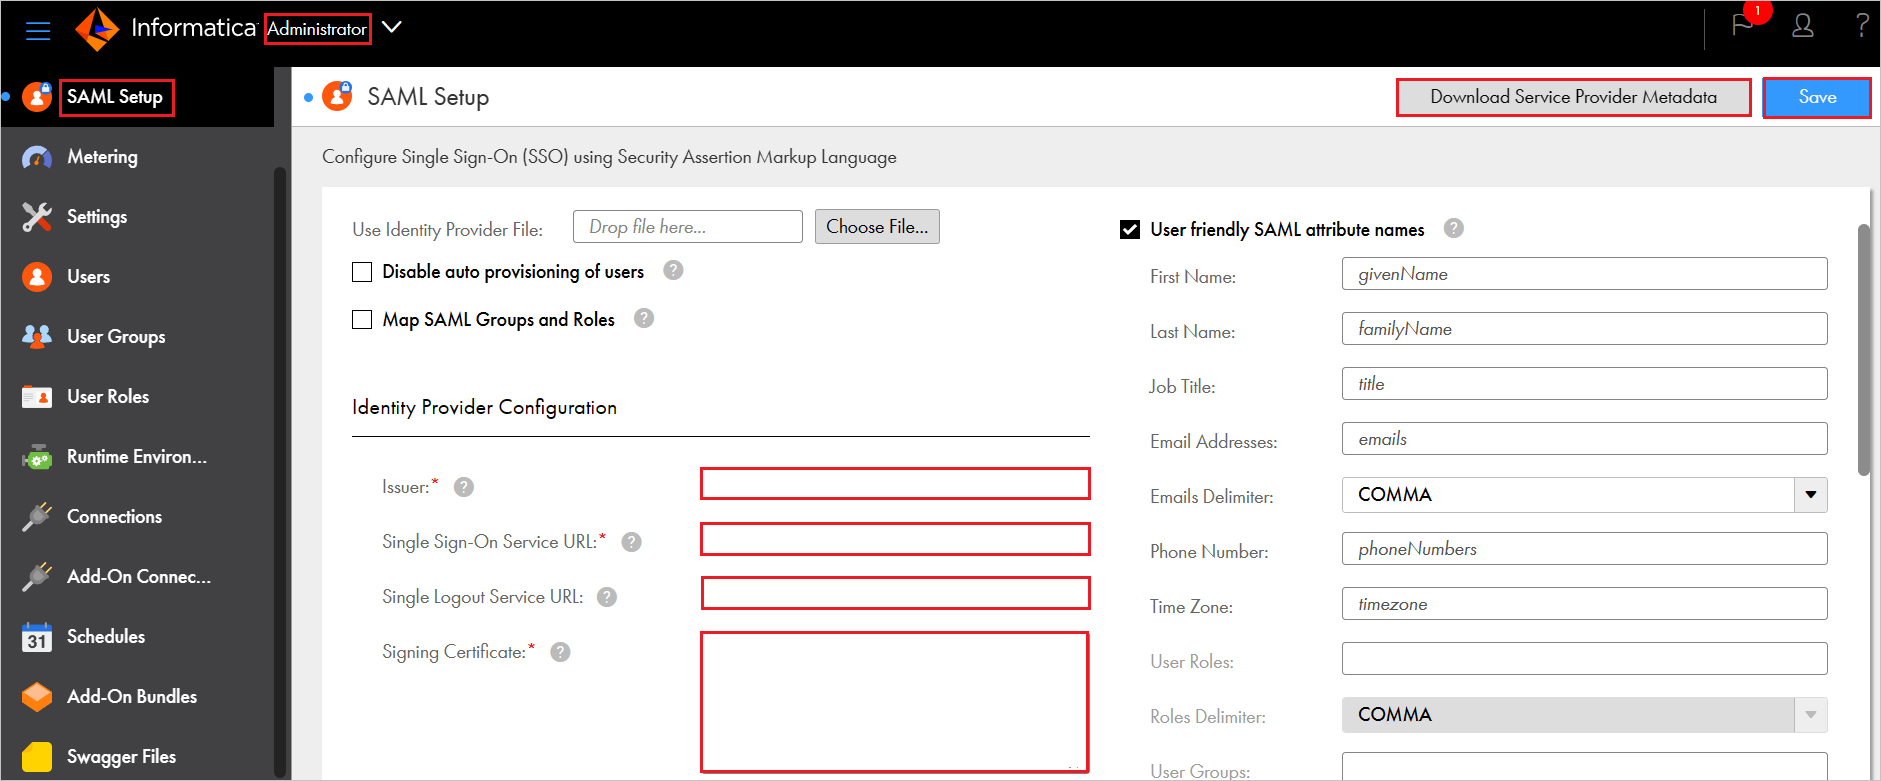 Informatica Administrator
1
?
SAML Setup
Metering
Settings
Users
User Groups
User Roles
Runtime Environ...
Connections
Add-On Connec...
31 Schedules
Add-On Bundles
Swagger Files
SAML Setup
Download Service Provider Metadata
Save
Configure Single Sign-On (SSO) using Security Assertion Markup Language
Use Identity Provider File: Drop file here... Choose File...
Disable auto provisioning of users ?
Map SAML Groups and Roles ?
Identity Provider Configuration
Issuer:* ?
Single Sign-On Service URL:* ?
Single Logout Service URL: ?
Signing Certificate:* ?
User friendly SAML attribute names ?
First Name: givenName
Last Name: familyName
Job Title: title
Email Addresses: emails
Emails Delimiter: COMMA
Phone Number: phoneNumbers
Time Zone: timezone
User Roles:
Roles Delimiter: COMMA
User Groups: